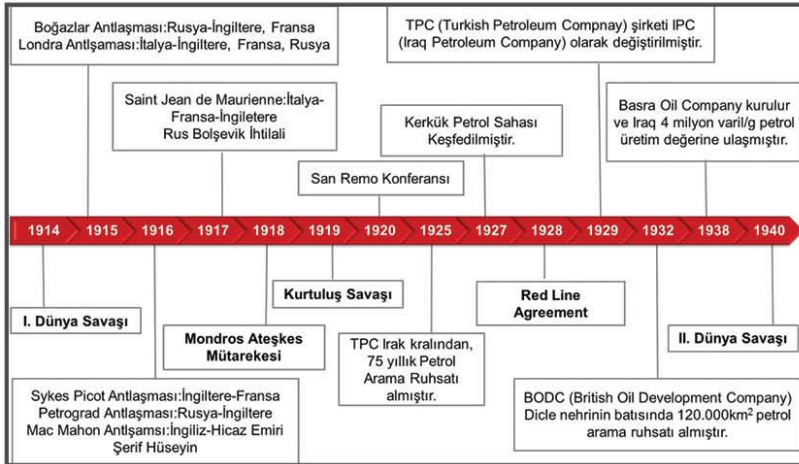 Boğazlar Antlaşması:Rusya-İngiltere, Fransa
Londra Antlşaması:İtalya-İngiltere, Fransa, Rusya
TPC (Turkish Petroleum Compnay) şirketi IPC
(Iraq Petroleum Company) olarak değiştirilmiştir.
Saint Jean de Maurienne:İtalya-
Fransa-İngiletere
Rus Bolşevik İhtilali
Kerkük Petrol Sahası
Keşfedilmiştir.
Basra Oil Company kurulur
ve Iraq 4 milyon varil/g petrol
üretim değerine ulaşmıştır.
San Remo Konferansı
1914 1915 1916 1917 1918 1919 1920 1925 1927 1928 1929 1932 1938 1940
I. Dünya Savaşı
Mondros Ateşkes
Mütarekesi
Kurtuluş Savaşı
TPC Irak kralından,
75 yıllık Petrol
Arama Ruhsatı
almıştır.
Red Line
Agreement
II. Dünya Savaşı
Sykes Picot Antlaşması:İngiltere-Fransa
Petrograd Antlaşması:Rusya-İngiltere
Mac Mahon Antlşamsı:İngiliz-Hicaz Emiri
Şerif Hüseyin
BODC (British Oil Development Company)
Dicle nehrinin batısında 120.000km² petrol
arama ruhsatı almıştır.